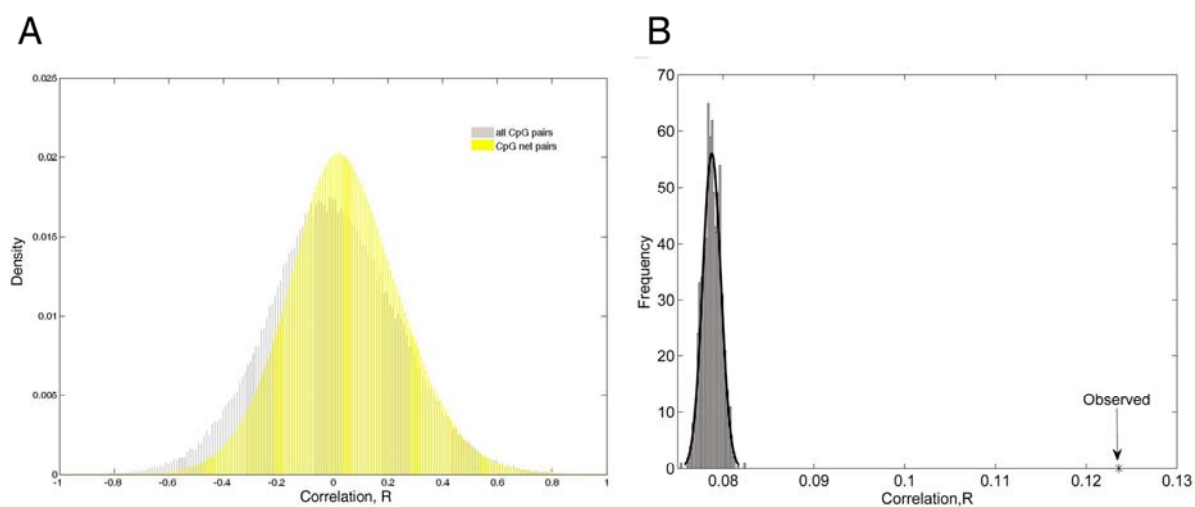 A
B
0.025
0.02
0.015
0.01
0.005
0
Density
all CpG pairs
CpG net pairs
-1 -0.8 -0.6 -0.4 -0.2 0 0.2 0.4 0.6 0.8 1
Correlation, R
70
60
50
40
30
20
10
0
Frequency
Observed
0.08 0.09 0.1 0.11 0.12 0.13
Correlation,R